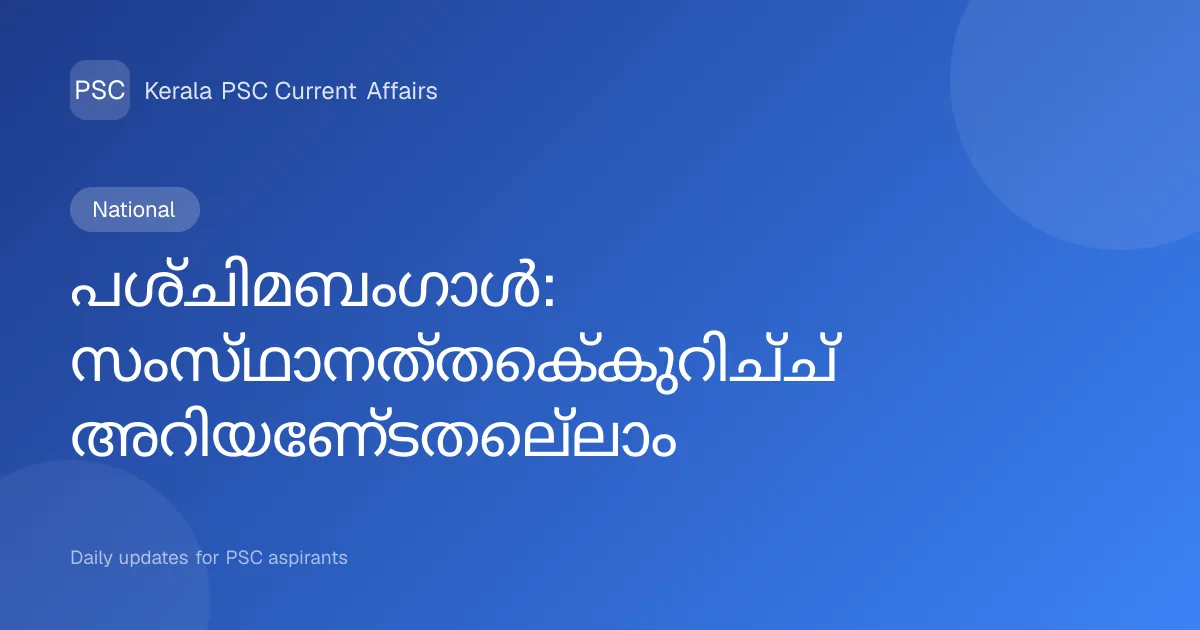 PSC Kerala PSC Current Affairs
National
പശ്ചിമബംഗാൾ:
സംസ്ഥാനത്തെക്കുറിച്ച്
അറിയേണ്ടതെല്ലാം
Daily updates for PSC aspirants